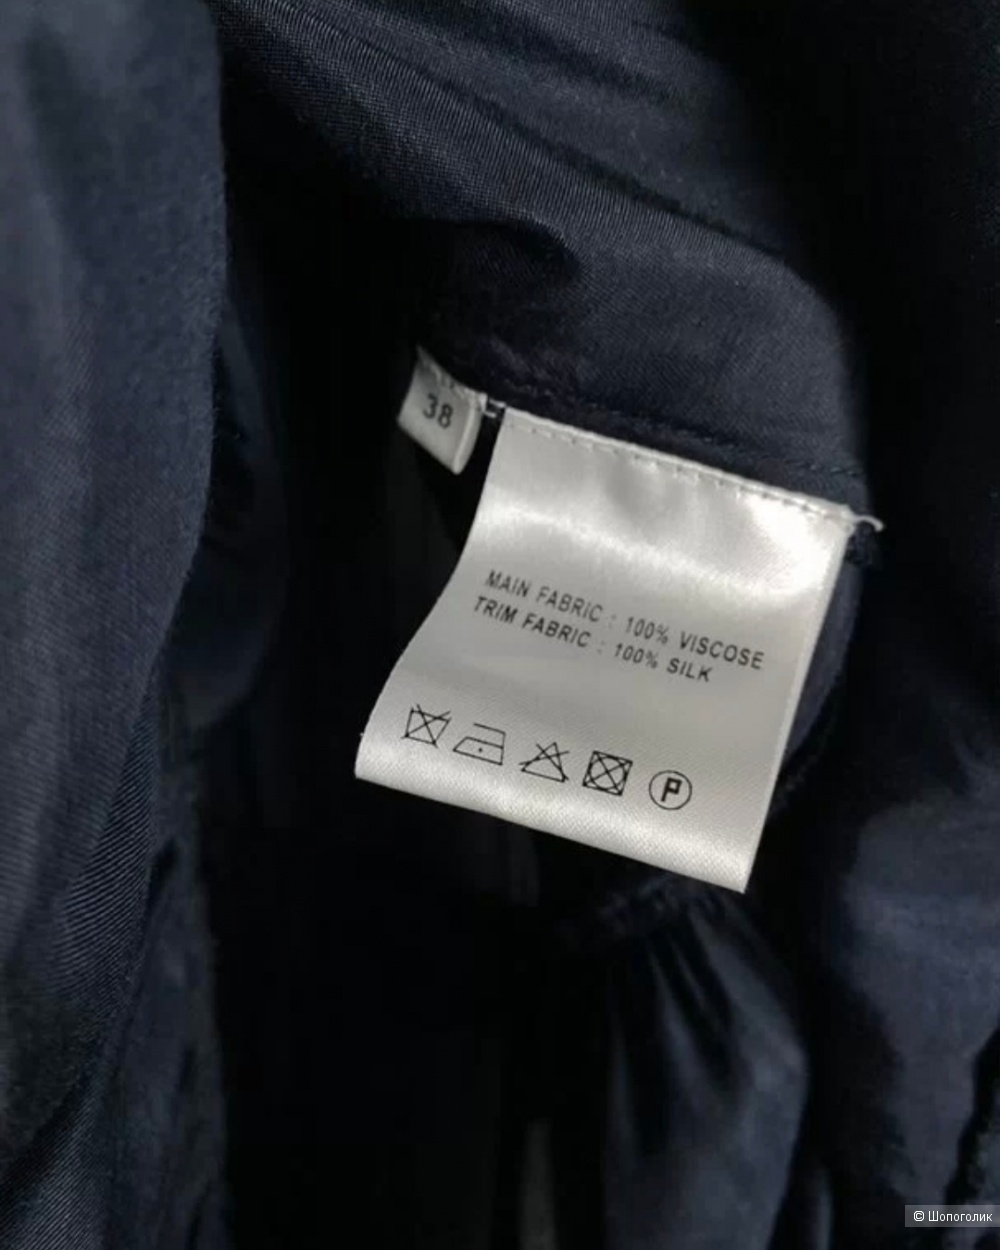 38
MAIN FABRIC : 100% VISCOSE
TRIM FABRIC : 100% SILK
P
© Шопоголик